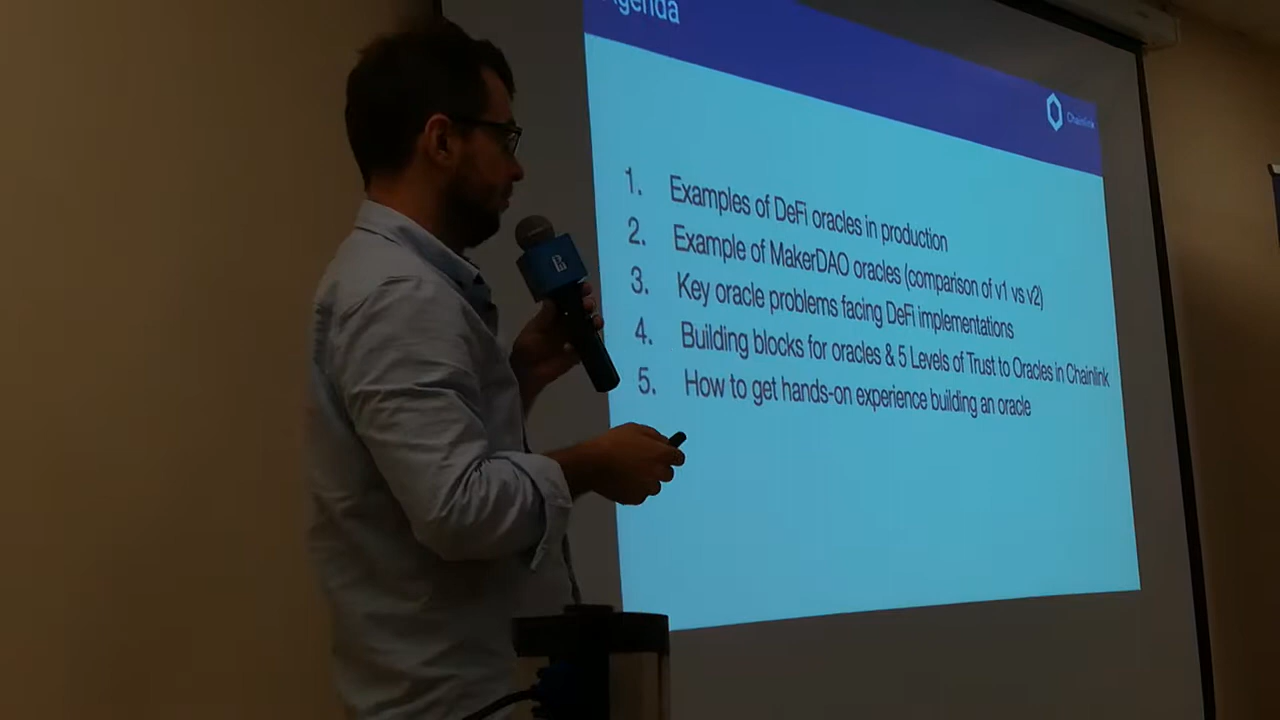 Agenda
Chainlink
1. Examples of DeFi oracles in production
2. Example of MakerDAO oracles (comparison of v1 vs v2)
3. Key oracle problems facing DeFi implementations
4. Building blocks for oracles & 5 Levels of Trust to Oracles in Chainlink
5. How to get hands-on experience building an oracle